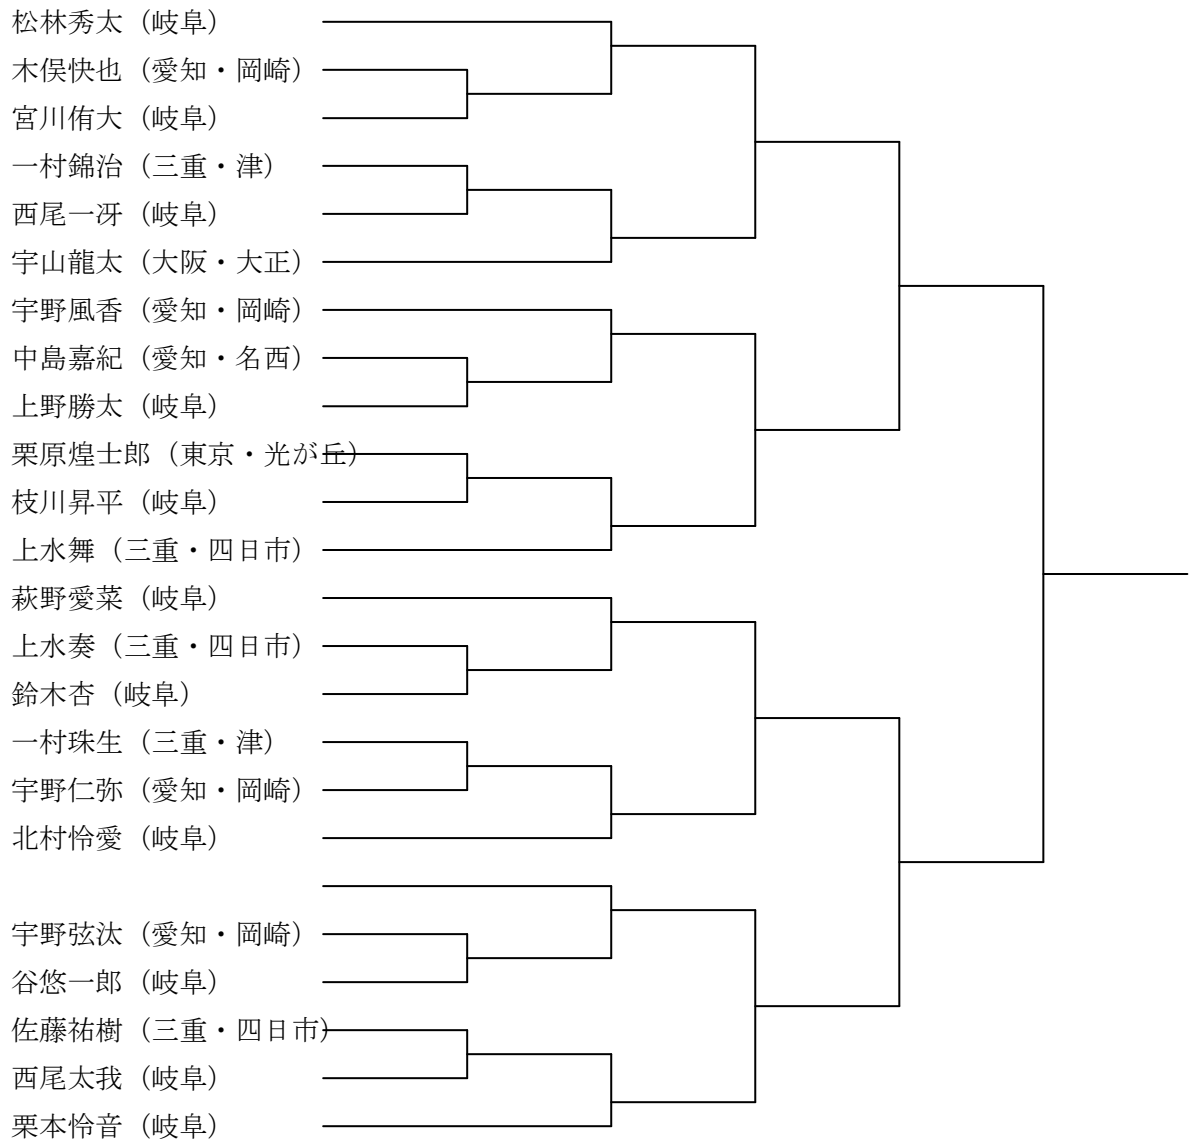 松林秀太（岐阜）
木俣快也（愛知・岡崎）
宮川侑大（岐阜）
一村錦治（三重・津）
西尾一冴（岐阜）
宇山龍太（大阪・大正）
宇野風香（愛知・岡崎）
中島嘉紀（愛知・名西）
上野勝太（岐阜）
栗原煌士郎（東京・光が丘）
枝川昇平（岐阜）
上水舞（三重・四日市）
萩野愛菜（岐阜）
上水奏（三重・四日市）
鈴木杏（岐阜）
一村珠生（三重・津）
宇野仁弥（愛知・岡崎）
北村怜愛（岐阜）
宇野弦汰（愛知・岡崎）
谷悠一郎（岐阜）
佐藤祐樹（三重・四日市）
西尾太我（岐阜）
栗本怜音（岐阜）